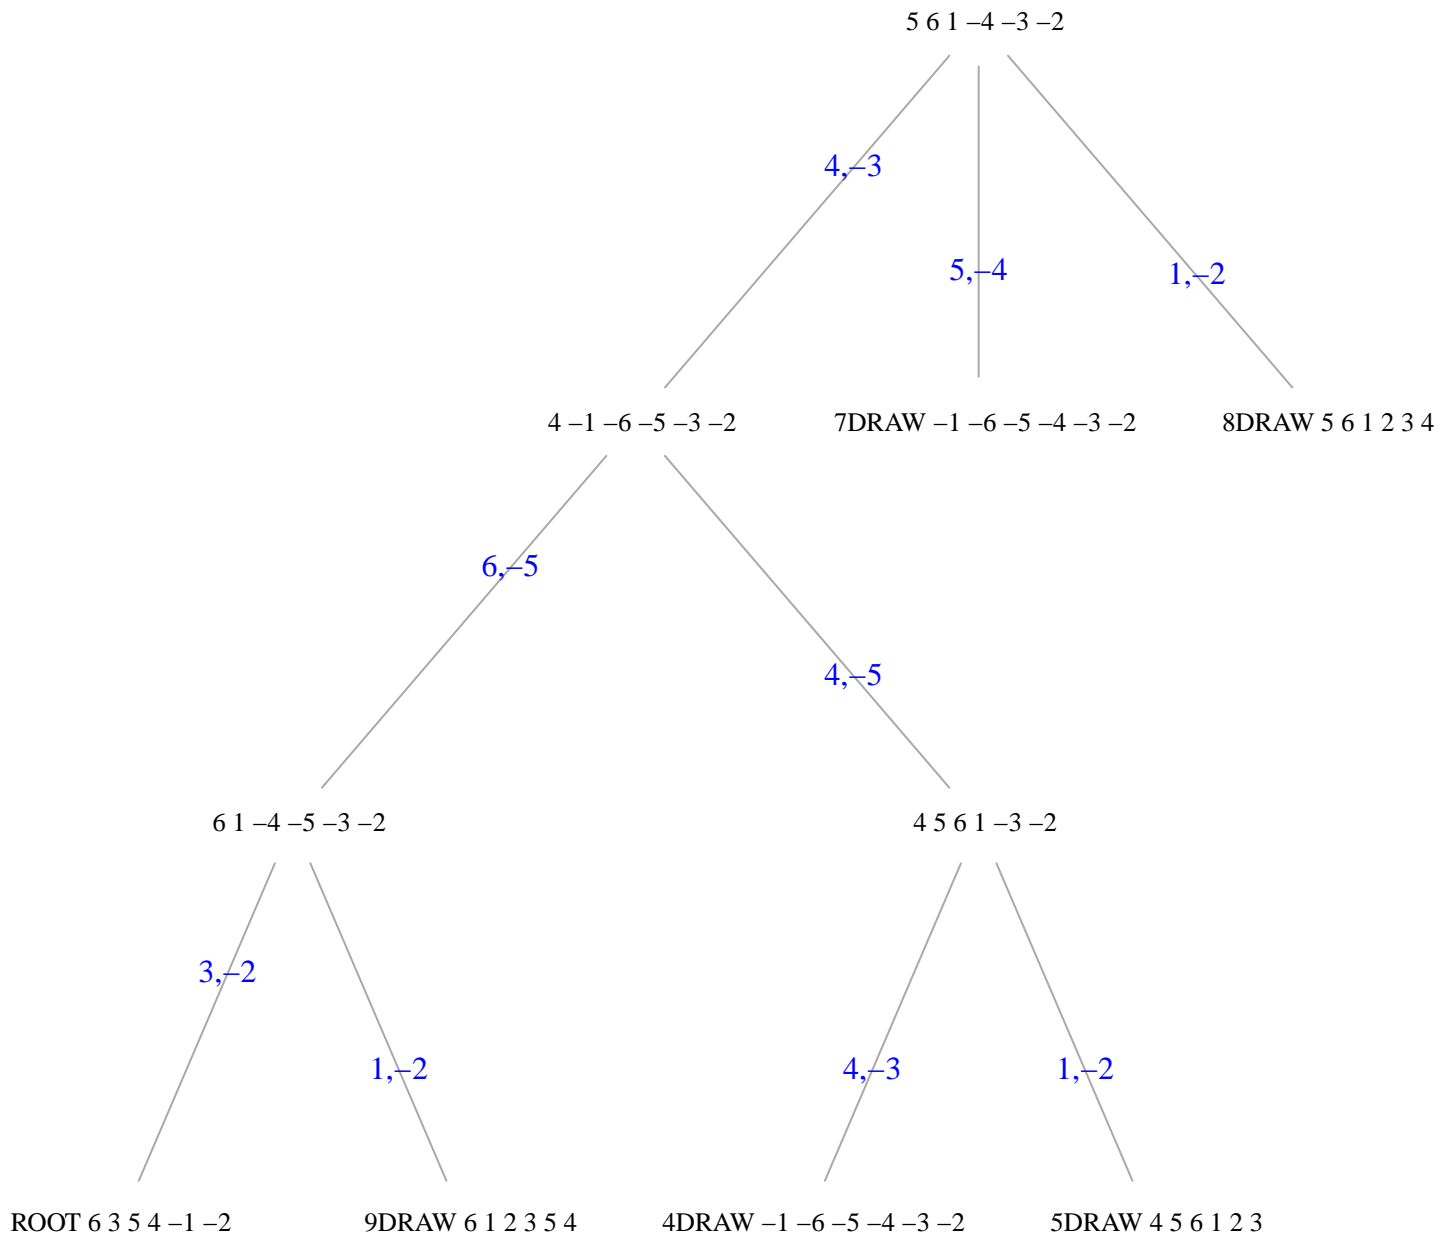 5 6 1 –4 –3 –2
4,–3
5,–4
1,–2
4 –1 –6 –5 –3 –2
7DRAW –1 –6 –5 –4 –3 –2
8DRAW 5 6 1 2 3 4
6,–5
4,–5
6 1 –4 –5 –3 –2
4 5 6 1 –3 –2
3,–2
1,–2
4,–3
1,–2
ROOT 6 3 5 4 –1 –2
9DRAW 6 1 2 3 5 4
4DRAW –1 –6 –5 –4 –3 –2
5DRAW 4 5 6 1 2 3